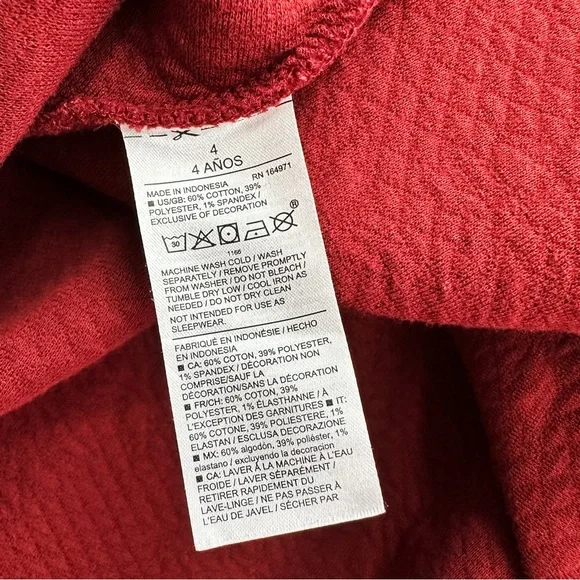 4
4 AÑOS
MADE IN INDONESIA RN 164971
■ US/GB: 60% COTTON, 39%
POLYESTER, 1% SPANDEX /
EXCLUSIVE OF DECORATION
30 ®
1166
MACHINE WASH COLD / WASH
SEPARATELY / REMOVE PROMPTLY
FROM WASHER / DO NOT BLEACH /
TUMBLE DRY LOW / COOL IRON AS
NEEDED / DO NOT DRY CLEAN
NOT INTENDED FOR USE AS
SLEEPWEAR.
FABRIQUÉ EN INDONÉSIE / HECHO
EN INDONESIA
■ CA: 60% COTON, 39% POLYESTER,
1% SPANDEX / DÉCORATION NON
COMPRISE/SAUF LA
DÉCORATION/SANS LA DÉCORATION
■ FR/CH: 60% COTON, 39%
POLYESTER, 1% ÉLASTHANNE / À
L'EXCEPTION DES GARNITURES ■ IT:
60% COTONE, 39% POLIESTERE, 1%
ELASTAN / ESCLUSA DECORAZIONE
■ MX: 60% algodón, 39% poliéster, 1%
elastano / excluyendo la decoracion
■ CA: LAVER À LA MACHINE À L'EAU
FROIDE / LAVER SÉPARÉMENT /
RETIRER RAPIDEMENT DU
LAVE-LINGE / NE PAS PASSER À
L'EAU DE JAVEL / SÉCHER PAR